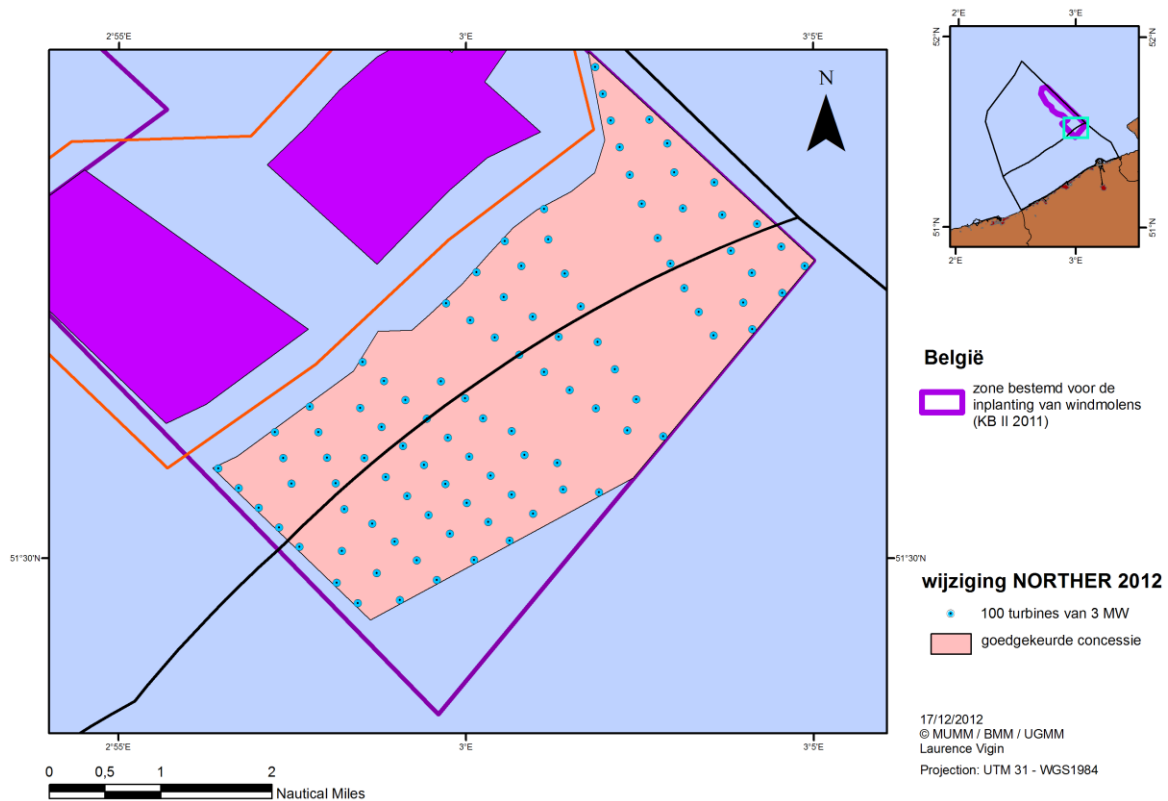 2°55'E 3°0'E 3°5'E
N
51°30'N 51°30'N
2°55'E 3°0'E 3°5'E
0 0,5 1 2
Nautical Miles
2°E 3°E
52°N 52°N
51°N 51°N
2°E 3°E
België
zone bestemd voor de
inplanting van windmolens
(KB II 2011)
wijziging NORTHER 2012
100 turbines van 3 MW
goedgekeurde concessie
17/12/2012
© MUMM / BMM / UGMM
Laurence Vigin
Projection: UTM 31 - WGS1984